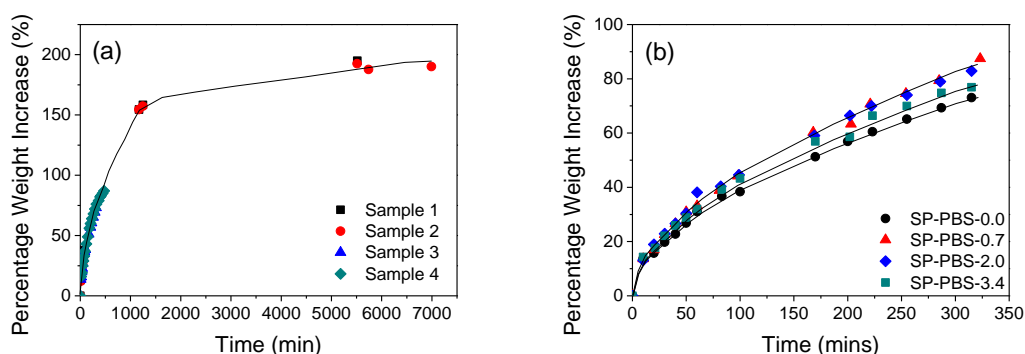 (a)
Percentage Weight Increase (%)
200
150
100
50
0
Sample 1
Sample 2
Sample 3
Sample 4
0 1000 2000 3000 4000 5000 6000 7000
Time (min)
(b)
Percentage Weight Increase (%)
100
80
60
40
20
0
SP-PBS-0.0
SP-PBS-0.7
SP-PBS-2.0
SP-PBS-3.4
0 50 100 150 200 250 300 350
Time (mins)